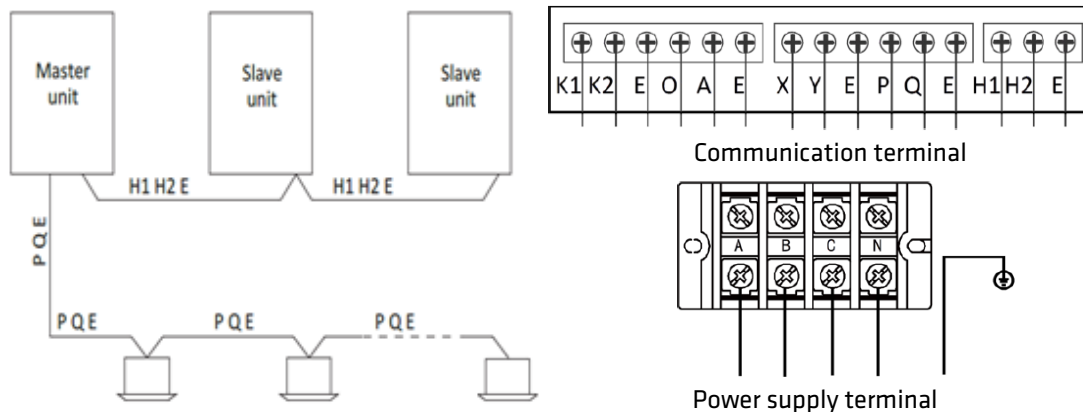 Master
unit
Slave
unit
Slave
unit
H1 H2 E
H1 H2 E
P Q E
P Q E
P Q E
P Q E
K1 K2 E O A E X Y E P Q E H1 H2 E
Communication terminal
A B C N
Power supply terminal